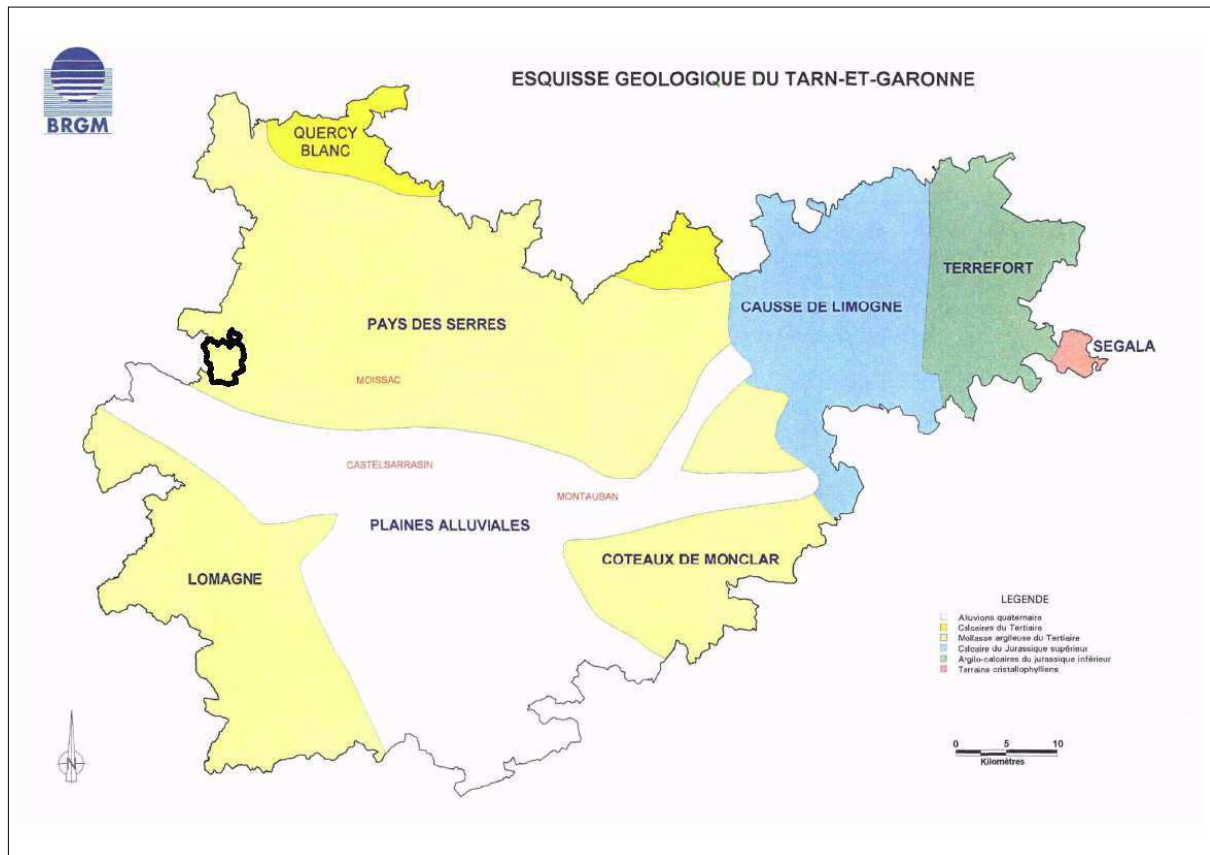 ESQUISSE GEOLOGIQUE DU TARN-ET-GARONNE
BRGM
QUERCY
BLANC
TERREFORT
CAUSSE DE LIMOGNE
PAYS DES SERRES
SEGALA
MOISSAC
CASTELSARRASIN
MONTAUBAN
PLAINES ALLUVIALES
COTEAUX DE MONCLAR
LOMAGNE
LEGENDE
Alluvions quaternaire
Calcaires du Tertiaire
Mollasse argileuse du Tertiaire
Calcaire du Jurassique supérieur
Argilo-calcaires du jurassique inférieur
Terrains cristallophylliens
0 5 10
Kilomètres
N